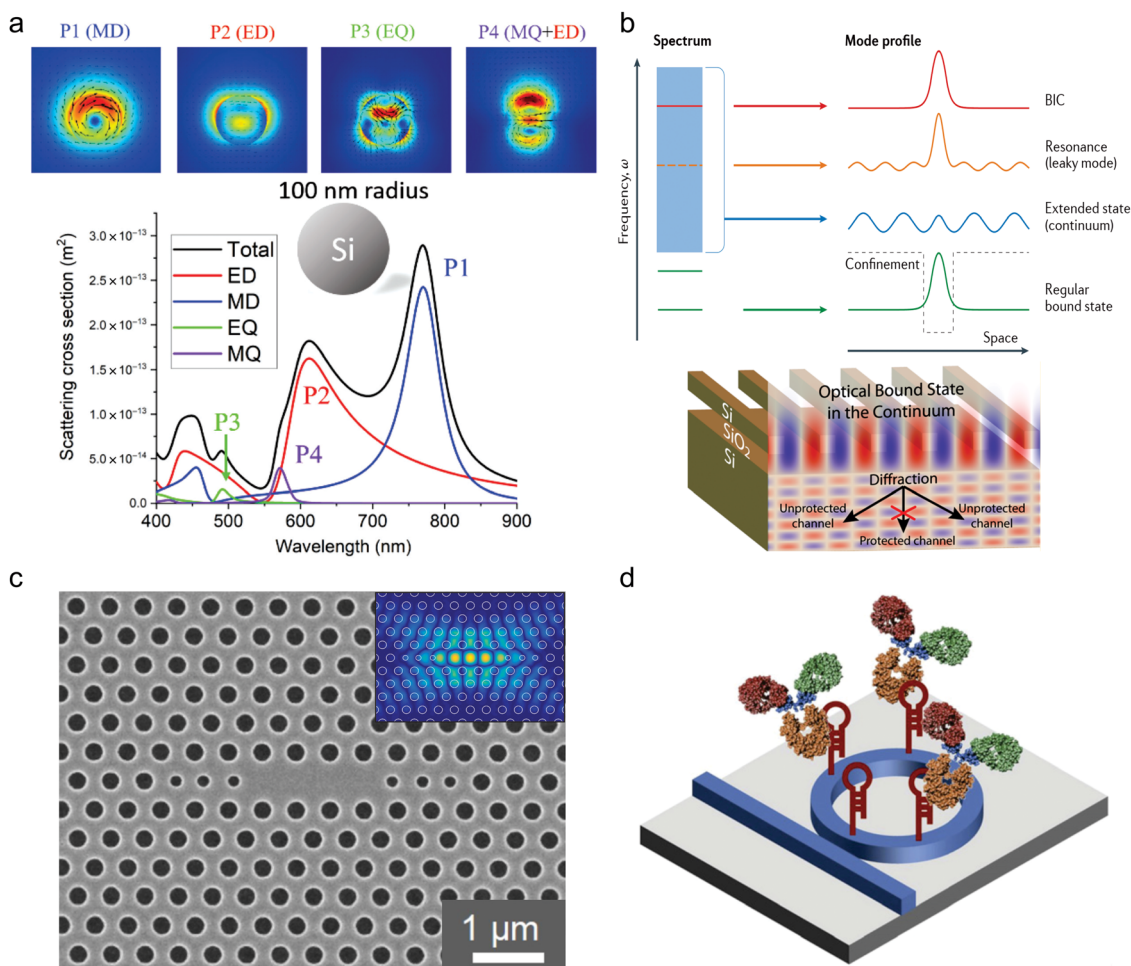 a
P1 (MD)
P2 (ED)
P3 (EQ)
P4 (MQ+ED)
100 nm radius
Si
Scattering cross section (m²)
3.0×10⁻¹³
2.5×10⁻¹³
2.0×10⁻¹³
1.5×10⁻¹³
1.0×10⁻¹³
5.0×10⁻¹⁴
0.0
Total
ED
MD
EQ
MQ
P1
P2
P3
P4
400
500
600
700
800
900
Wavelength (nm)
b
Spectrum
Mode profile
Frequency, ω
BIC
Resonance
(leaky mode)
Extended state
(continuum)
Confinement
Regular
bound state
Space
Optical Bound State
in the Continuum
Si
SiO₂
Si
Diffraction
Unprotected
channel
Unprotected
channel
Protected channel
c
1 µm
d